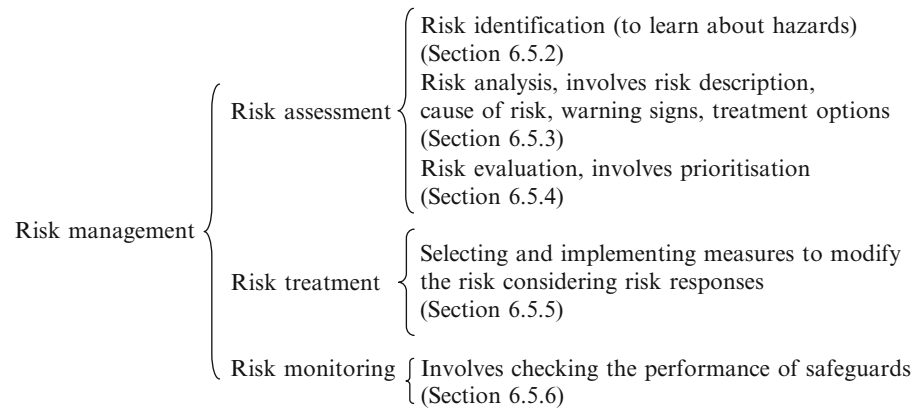 Risk management
Risk assessment
Risk identification (to learn about hazards)
(Section 6.5.2)
Risk analysis, involves risk description,
cause of risk, warning signs, treatment options
(Section 6.5.3)
Risk evaluation, involves prioritisation
(Section 6.5.4)
Risk treatment
Selecting and implementing measures to modify
the risk considering risk responses
(Section 6.5.5)
Risk monitoring
Involves checking the performance of safeguards
(Section 6.5.6)